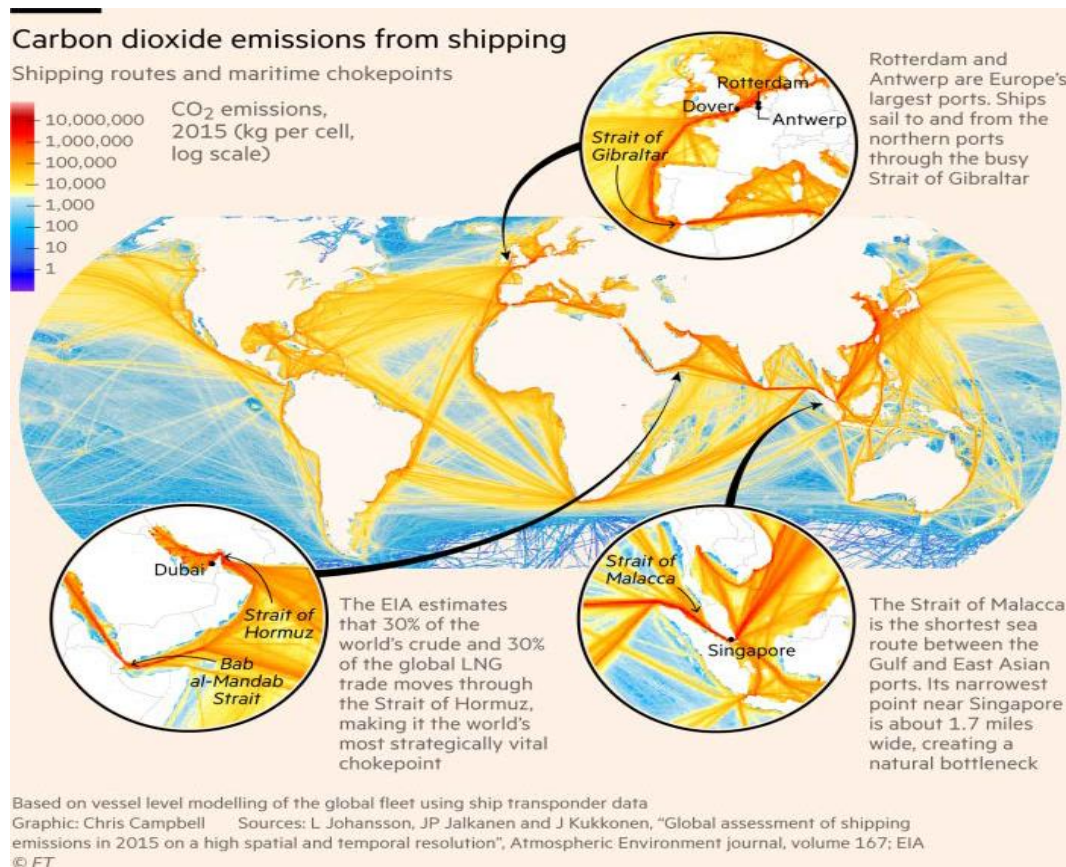 Carbon dioxide emissions from shipping
Shipping routes and maritime chokepoints
CO₂ emissions,
2015 (kg per cell,
log scale)
10,000,000
1,000,000
100,000
10,000
1,000
100
10
1
Rotterdam
Dover
Antwerp
Strait of
Gibraltar
Rotterdam and
Antwerp are Europe's
largest ports. Ships
sail to and from the
northern ports
through the busy
Strait of Gibraltar
Dubai
Strait of
Hormuz
Bab
al-Mandab
Strait
The EIA estimates
that 30% of the
world's crude and 30%
of the global LNG
trade moves through
the Strait of Hormuz,
making it the world's
most strategically vital
chokepoint
Strait of
Malacca
Singapore
The Strait of Malacca
is the shortest sea
route between the
Gulf and East Asian
ports. Its narrowest
point near Singapore
is about 1.7 miles
wide, creating a
natural bottleneck
Based on vessel level modelling of the global fleet using ship transponder data
Graphic: Chris Campbell Sources: L Johansson, JP Jalkanen and J Kukkonen, "Global assessment of shipping
emissions in 2015 on a high spatial and temporal resolution", Atmospheric Environment journal, volume 167; EIA
© FT